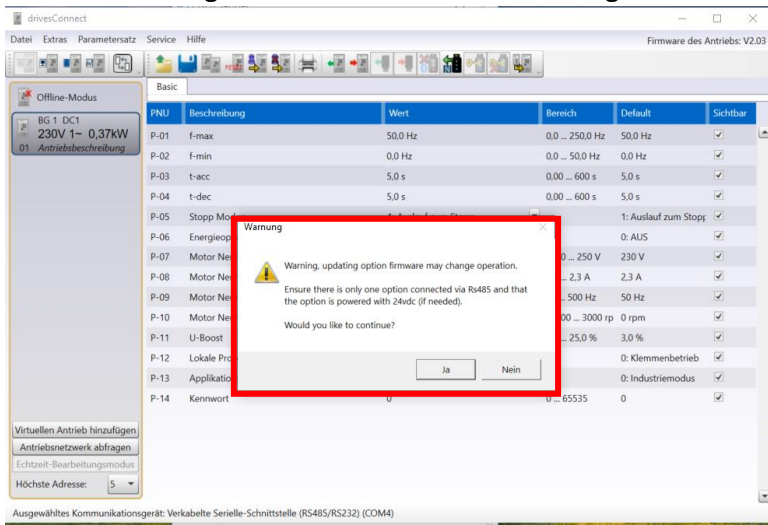 drivesConnect
Datei Extras Parametersatz Service Hilfe Firmware des Antriebs: V2.03
Offline-Modus
BG 1 DC1
230V 1~ 0,37kW
01 Antriebsbeschreibung
Virtuellen Antrieb hinzufügen
Antriebsnetzwerk abfragen
Echtzeit-Bearbeitungsmodus
Höchste Adresse: 5
Basic
PNU Beschreibung Wert Bereich Default Sichtbar
P-01 f-max 50,0 Hz 0,0 ... 250,0 Hz 50,0 Hz
P-02 f-min 0,0 Hz 0,0 ... 50,0 Hz 0,0 Hz
P-03 t-acc 5,0 s 0,00 ... 600 s 5,0 s
P-04 t-dec 5,0 s 0,00 ... 600 s 5,0 s
P-05 Stopp 1: Auslauf zum Stopp
P-06 0: AUS
P-07 Motor 250 V 230 V
P-08 Motor ... 2,3 A 2,3 A
P-09 Motor 500 Hz 50 Hz
P-10 Motor ... 3000 rp 0 rpm
P-11 U-Boost ... 25,0 % 3,0 %
P-12 Lokale 0: Klemmenbetrieb
P-13 0: Industriemodus
P-14 Kennwort 0 0 ... 65535 0
Warnung
Warning, updating option firmware may change operation.
Ensure there is only one option connected via Rs485 and that
the option is powered with 24vdc (if needed).
Would you like to continue?
Ja Nein
Ausgewähltes Kommunikationsgerät: Verkabelte Serielle-Schnittstelle (RS485/RS232) (COM4)